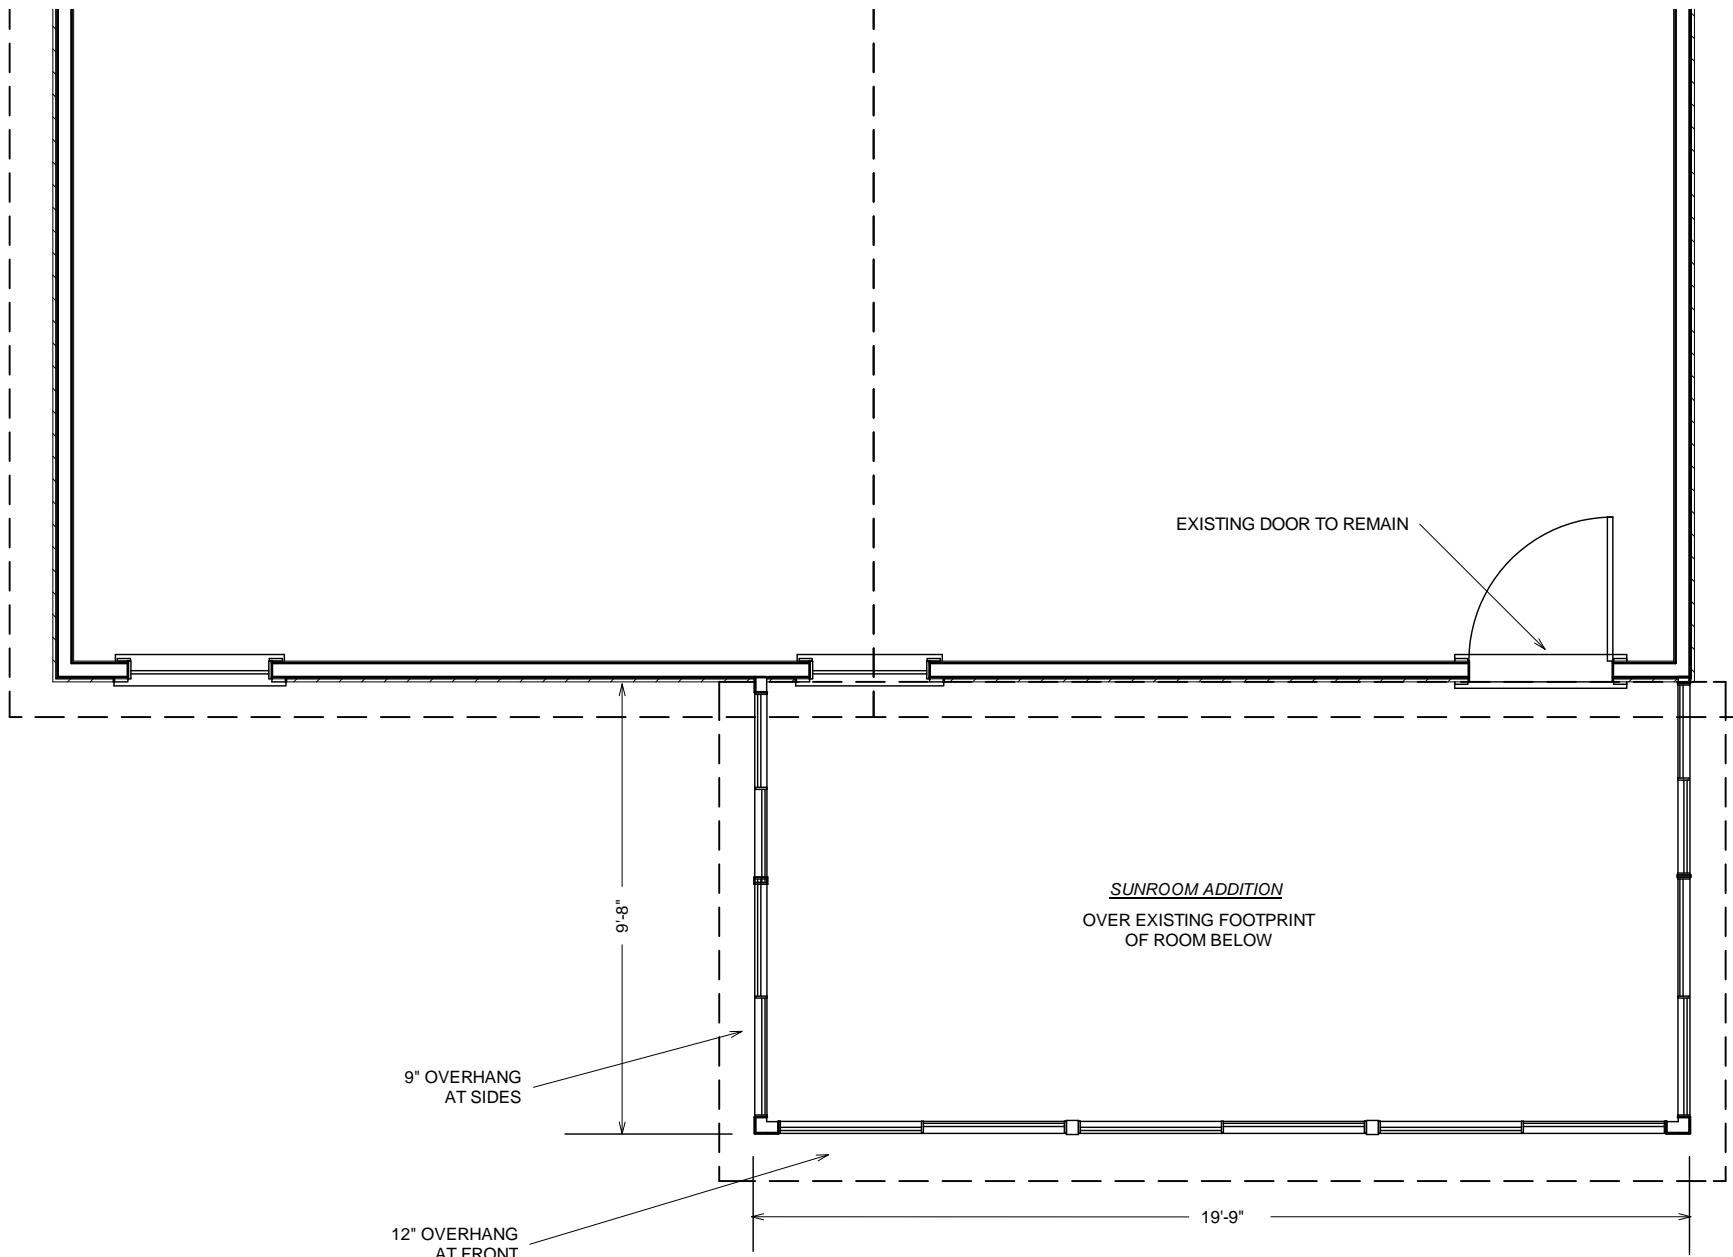 EXISTING DOOR TO REMAIN
SUNROOM ADDITION
OVER EXISTING FOOTPRINT
OF ROOM BELOW
9'-8"
9" OVERHANG
AT SIDES
19'-9"
12" OVERHANG
AT FRONT